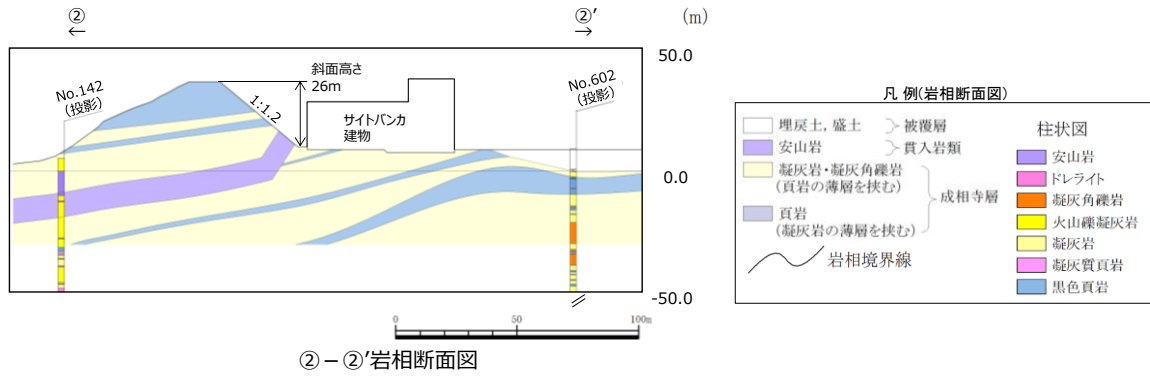 ②
←
②’
→
(m)
50.0
0.0
-50.0
No.142
(投影)
1:1.2
斜面高さ
26m
サイトバンカ
建物
No.602
(投影)
0
50
100m
②－②’岩相断面図
凡 例(岩相断面図)
埋戻土, 盛土
被覆層
安山岩
貫入岩類
凝灰岩・凝灰角礫岩
(頁岩の薄層を挟む)
頁岩
(凝灰岩の薄層を挟む)
成相寺層
岩相境界線
柱状図
安山岩
ドレライト
凝灰角礫岩
火山礫凝灰岩
凝灰岩
凝灰質頁岩
黒色頁岩